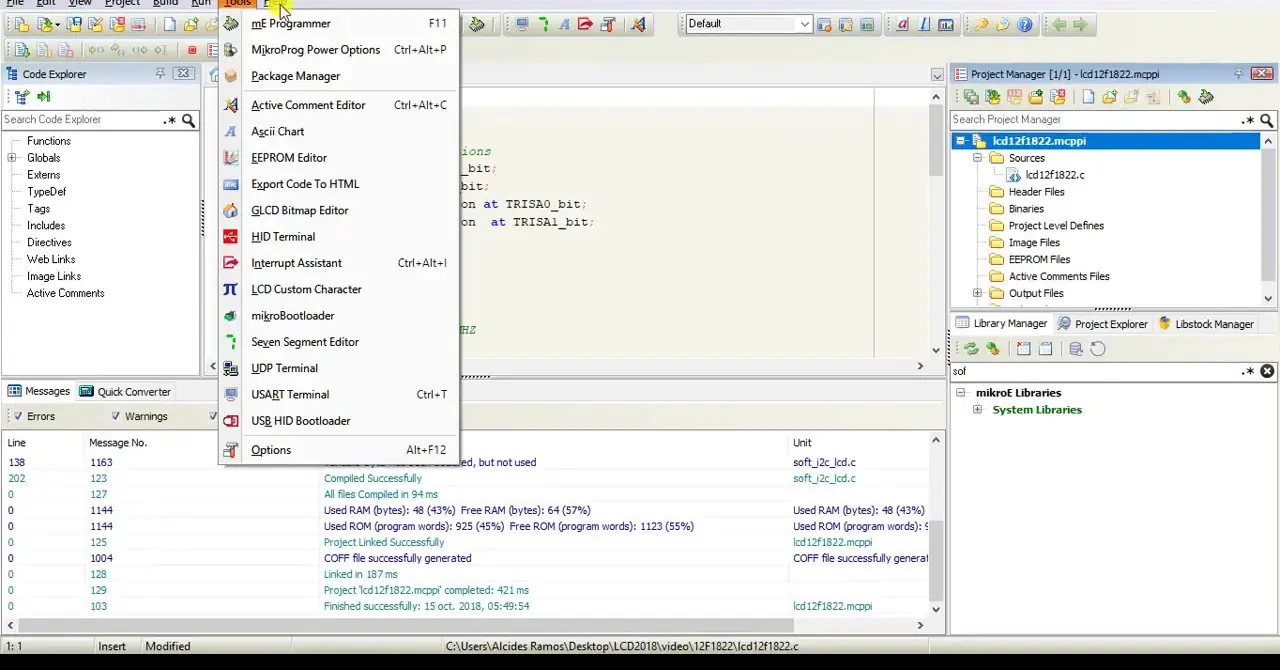 File Edit View Project Build Run Tools Help
mE Programmer F11
MikroProg Power Options Ctrl+Alt+P
Package Manager
Active Comment Editor Ctrl+Alt+C
Ascii Chart
EEPROM Editor
Export Code To HTML
GLCD Bitmap Editor
HID Terminal
Interrupt Assistant Ctrl+Alt+I
LCD Custom Character
mikroBootloader
Seven Segment Editor
UDP Terminal
USART Terminal Ctrl+T
USB HID Bootloader
Options Alt+F12
Default
Code Explorer
Search Code Explorer
Functions
Globals
Externs
TypeDef
Tags
Includes
Directives
Web Links
Image Links
Active Comments
ions
_bit;
bit;
on at TRISA0_bit;
on at TRISA1_bit;
HZ
Project Manager [1/1] - lcd12f1822.mcppi
Search Project Manager
lcd12f1822.mcppi
Sources
lcd12f1822.c
Header Files
Binaries
Project Level Defines
Image Files
EEPROM Files
Active Comments Files
Output Files
Library Manager Project Explorer Libstock Manager
sof
mikroE Libraries
System Libraries
Messages Quick Converter
Errors Warnings
Line Message No. Unit
138 1163 but not used soft_i2c_lcd.c
202 123 Compiled Successfully soft_i2c_lcd.c
0 127 All files Compiled in 94 ms
0 1144 Used RAM (bytes): 48 (43%) Free RAM (bytes): 64 (57%) Used RAM (bytes): 48 (43%)
0 1144 Used ROM (program words): 925 (45%) Free ROM (program words): 1123 (55%) Used ROM (program words): 9
0 125 Project Linked Successfully lcd12f1822.mcppi
0 1004 COFF file successfully generated COFF file successfully generat
0 128 Linked in 187 ms
0 129 Project 'lcd12f1822.mcppi' completed: 421 ms
0 103 Finished successfully: 15 oct. 2018, 05:49:54 lcd12f1822.mcppi
1: 1 Insert Modified C:\Users\Alcides Ramos\Desktop\LCD2018\video\12F1822\lcd12f1822.c